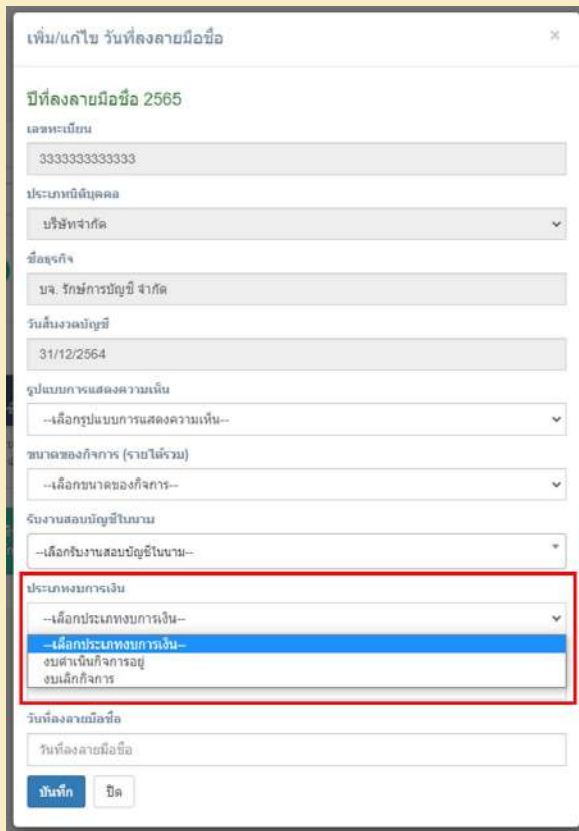 เพิ่ม/แก้ไข วันที่ลงลายมือชื่อ
×
ปีที่ลงลายมือชื่อ 2565
เลขทะเบียน
3333333333333
ประเภทนิติบุคคล
บริษัทจำกัด
ชื่อธุรกิจ
บจ. รักษ์การบัญชี จำกัด
วันสิ้นงวดบัญชี
31/12/2564
รูปแบบการแสดงความเห็น
--เลือกรูปแบบการแสดงความเห็น--
ขนาดของกิจการ (รายได้รวม)
--เลือกขนาดของกิจการ--
รับงานสอบบัญชีในนาม
--เลือกรับงานสอบบัญชีในนาม--
ประเภทงบการเงิน
--เลือกประเภทงบการเงิน--
--เลือกประเภทงบการเงิน--
งบดำเนินกิจการอยู่
งบเลิกกิจการ
วันที่ลงลายมือชื่อ
วันที่ลงลายมือชื่อ
บันทึก ปิด